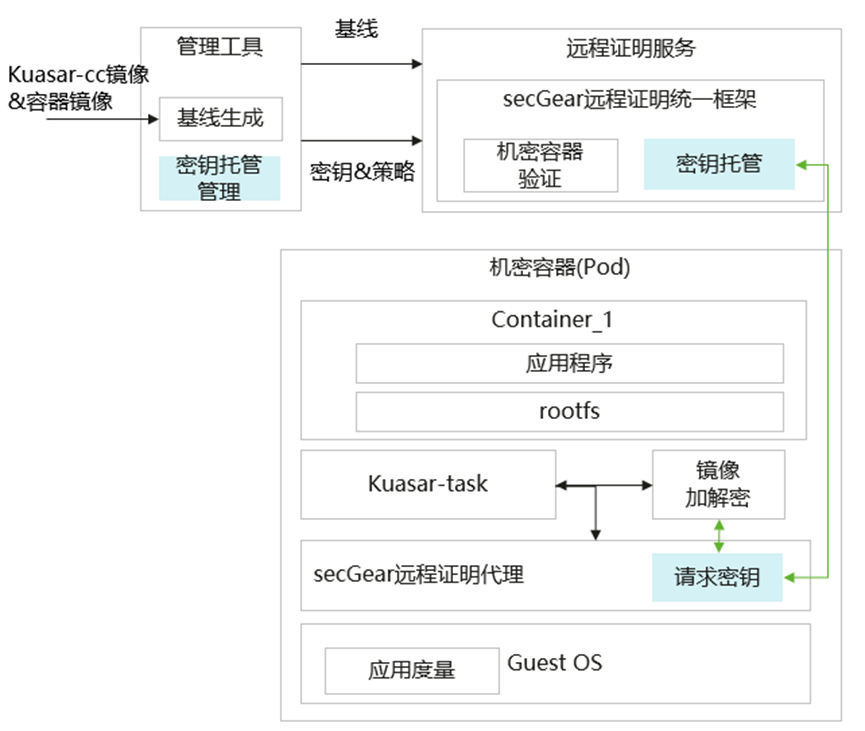 基线
管理工具
远程证明服务
Kuasar-cc镜像
&容器镜像
secGear远程证明统一框架
基线生成
机密容器
验证
密钥托管
密钥托管
管理
密钥&策略
机密容器(Pod)
Container_1
应用程序
rootfs
Kuasar-task
镜像
加解密
secGear远程证明代理
请求密钥
应用度量
Guest OS